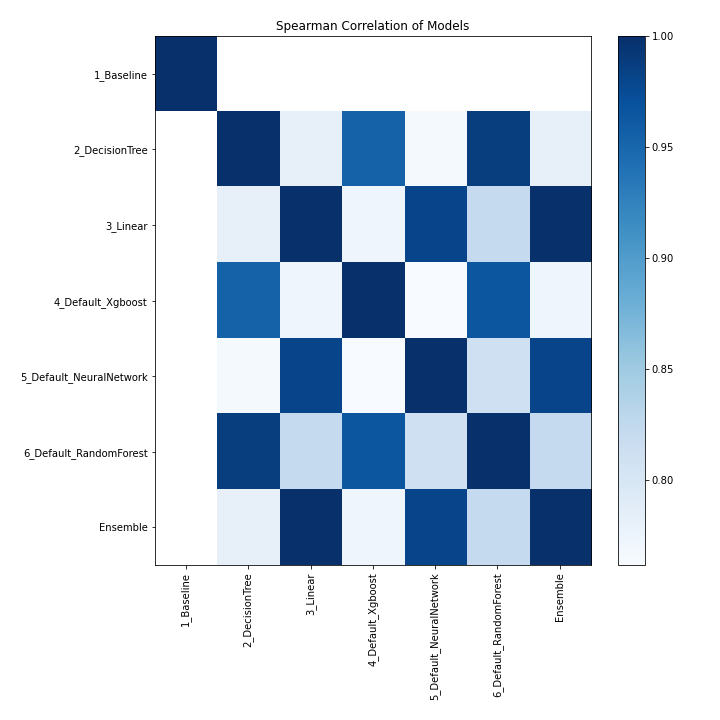 Spearman Correlation of Models
1_Baseline
2_DecisionTree
3_Linear
4_Default_Xgboost
5_Default_NeuralNetwork
6_Default_RandomForest
Ensemble
1_Baseline
2_DecisionTree
3_Linear
4_Default_Xgboost
5_Default_NeuralNetwork
6_Default_RandomForest
Ensemble
1.00
0.95
0.90
0.85
0.80